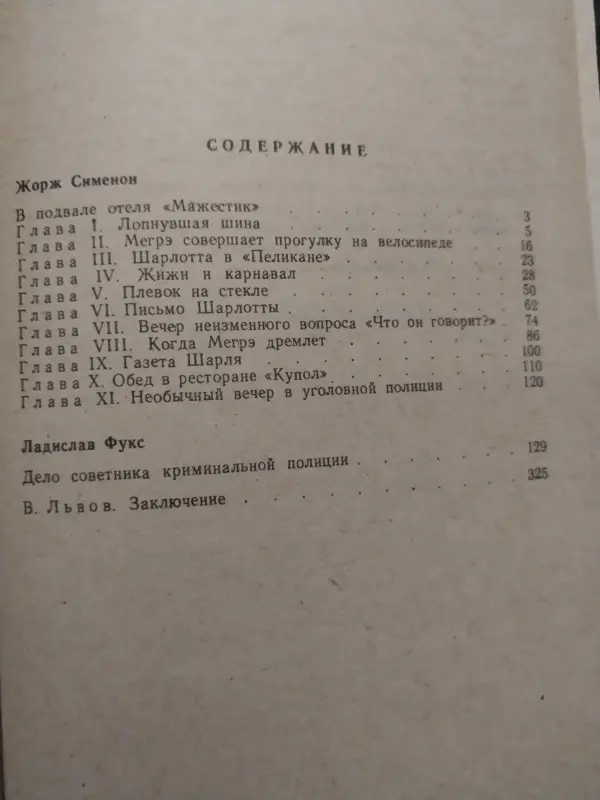 СОДЕРЖАНИЕ
Жорж Сименон
В подвале отеля «Мажестик» . . . . . . . 3
Глава I. Лопнувшая шина . . . . . . . 5
Глава II. Мегрэ совершает прогулку на велосипеде . . 16
Глава III. Шарлотта в «Пеликане» . . . . . . 23
Глава IV. Жижи и карнавал . . . . . . . 28
Глава V. Плевок на стекле . . . . . . . 50
Глава VI. Письмо Шарлотты . . . . . . . 62
Глава VII. Вечер неизменного вопроса «Что он говорит?» . 74
Глава VIII. Когда Мегрэ дремлет . . . . . . 86
Глава IX. Газета Шарля . . . . . . . 100
Глава X. Обед в ресторане «Купол» . . . . . . 110
Глава XI. Необычный вечер в уголовной полиции . . . 120
Ладислав Фукс
Дело советника криминальной полиции . . . . . . 129
В. Львов. Заключение . . . . . . . . 325